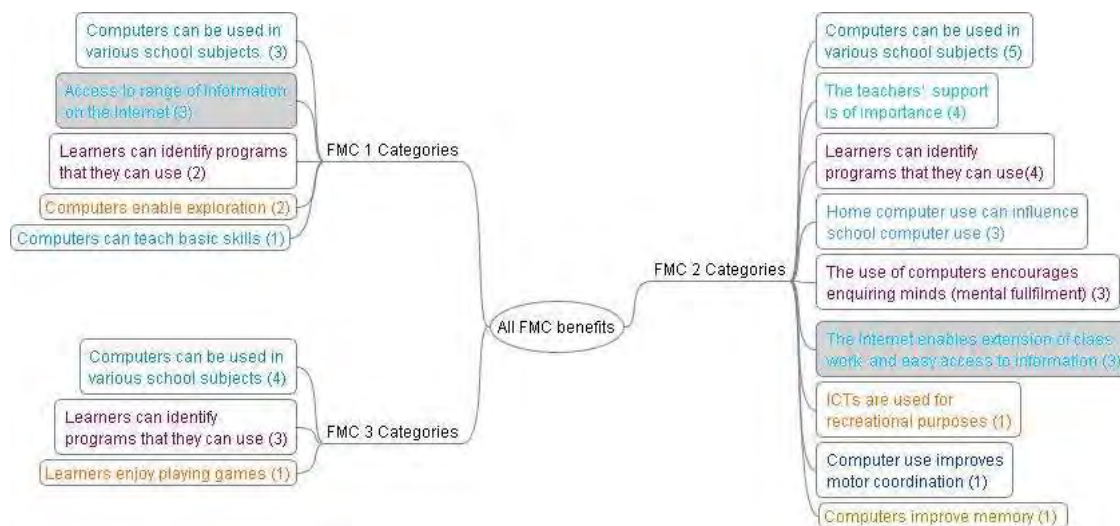 Computers can be used in
various school subjects (3)
Access to range of information
on the Internet (3)
Learners can identify programs
that they can use (2)
Computers enable exploration (2)
Computers can teach basic skills (1)
FMC 1 Categories
Computers can be used in
various school subjects (4)
Learners can identify
programs that they can use (3)
Learners enjoy playing games (1)
FMC 3 Categories
All FMC benefits
FMC 2 Categories
Computers can be used in
various school subjects (5)
The teachers' support
is of importance (4)
Learners can identify
programs that they can use(4)
Home computer use can influence
school computer use (3)
The use of computers encourages
enquiring minds (mental fullfilment) (3)
The Internet enables extension of class
work and easy access to information (3)
ICTs are used for
recreational purposes (1)
Computer use improves
motor coordination (1)
Computers improve memory (1)